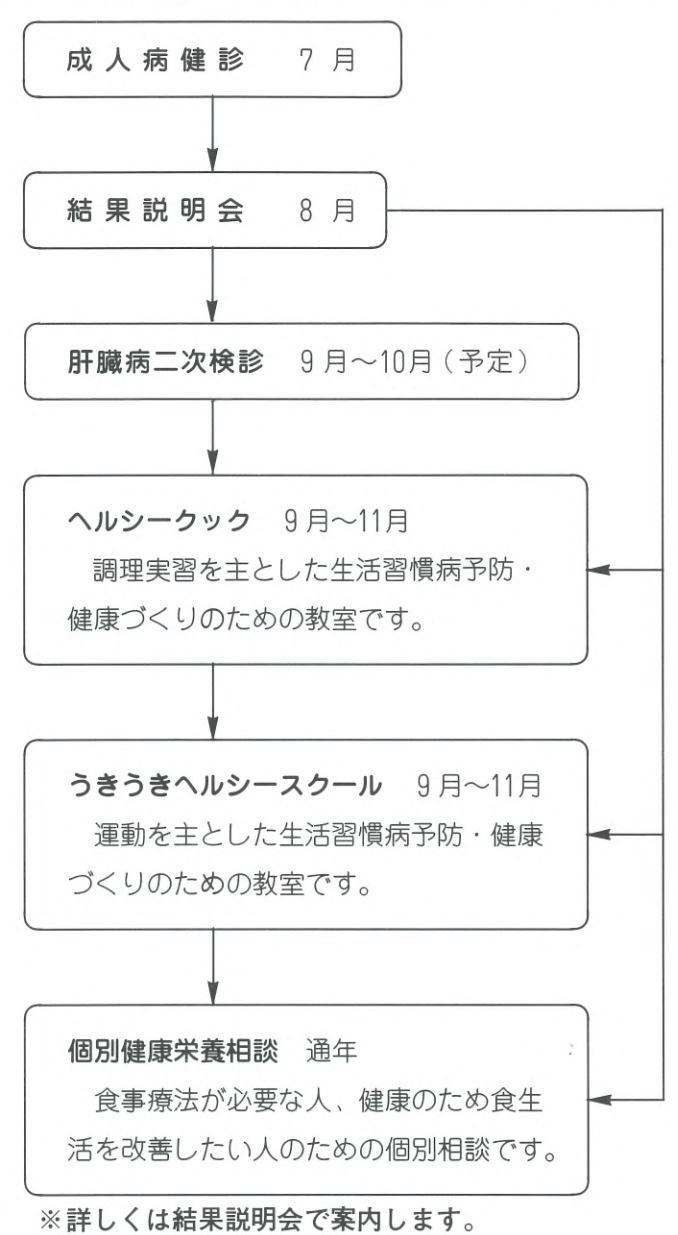 成人病健診　7月
結果説明会　8月
肝臓病二次検診　9月～10月（予定）
ヘルシークック　9月～11月
調理実習を主とした生活習慣病予防・
健康づくりのための教室です。
うきうきヘルシースクール　9月～11月
運動を主とした生活習慣病予防・健康
づくりのための教室です。
個別健康栄養相談　通年
食事療法が必要な人、健康のため食生
活を改善したい人のための個別相談です。
※詳しくは結果説明会で案内します。